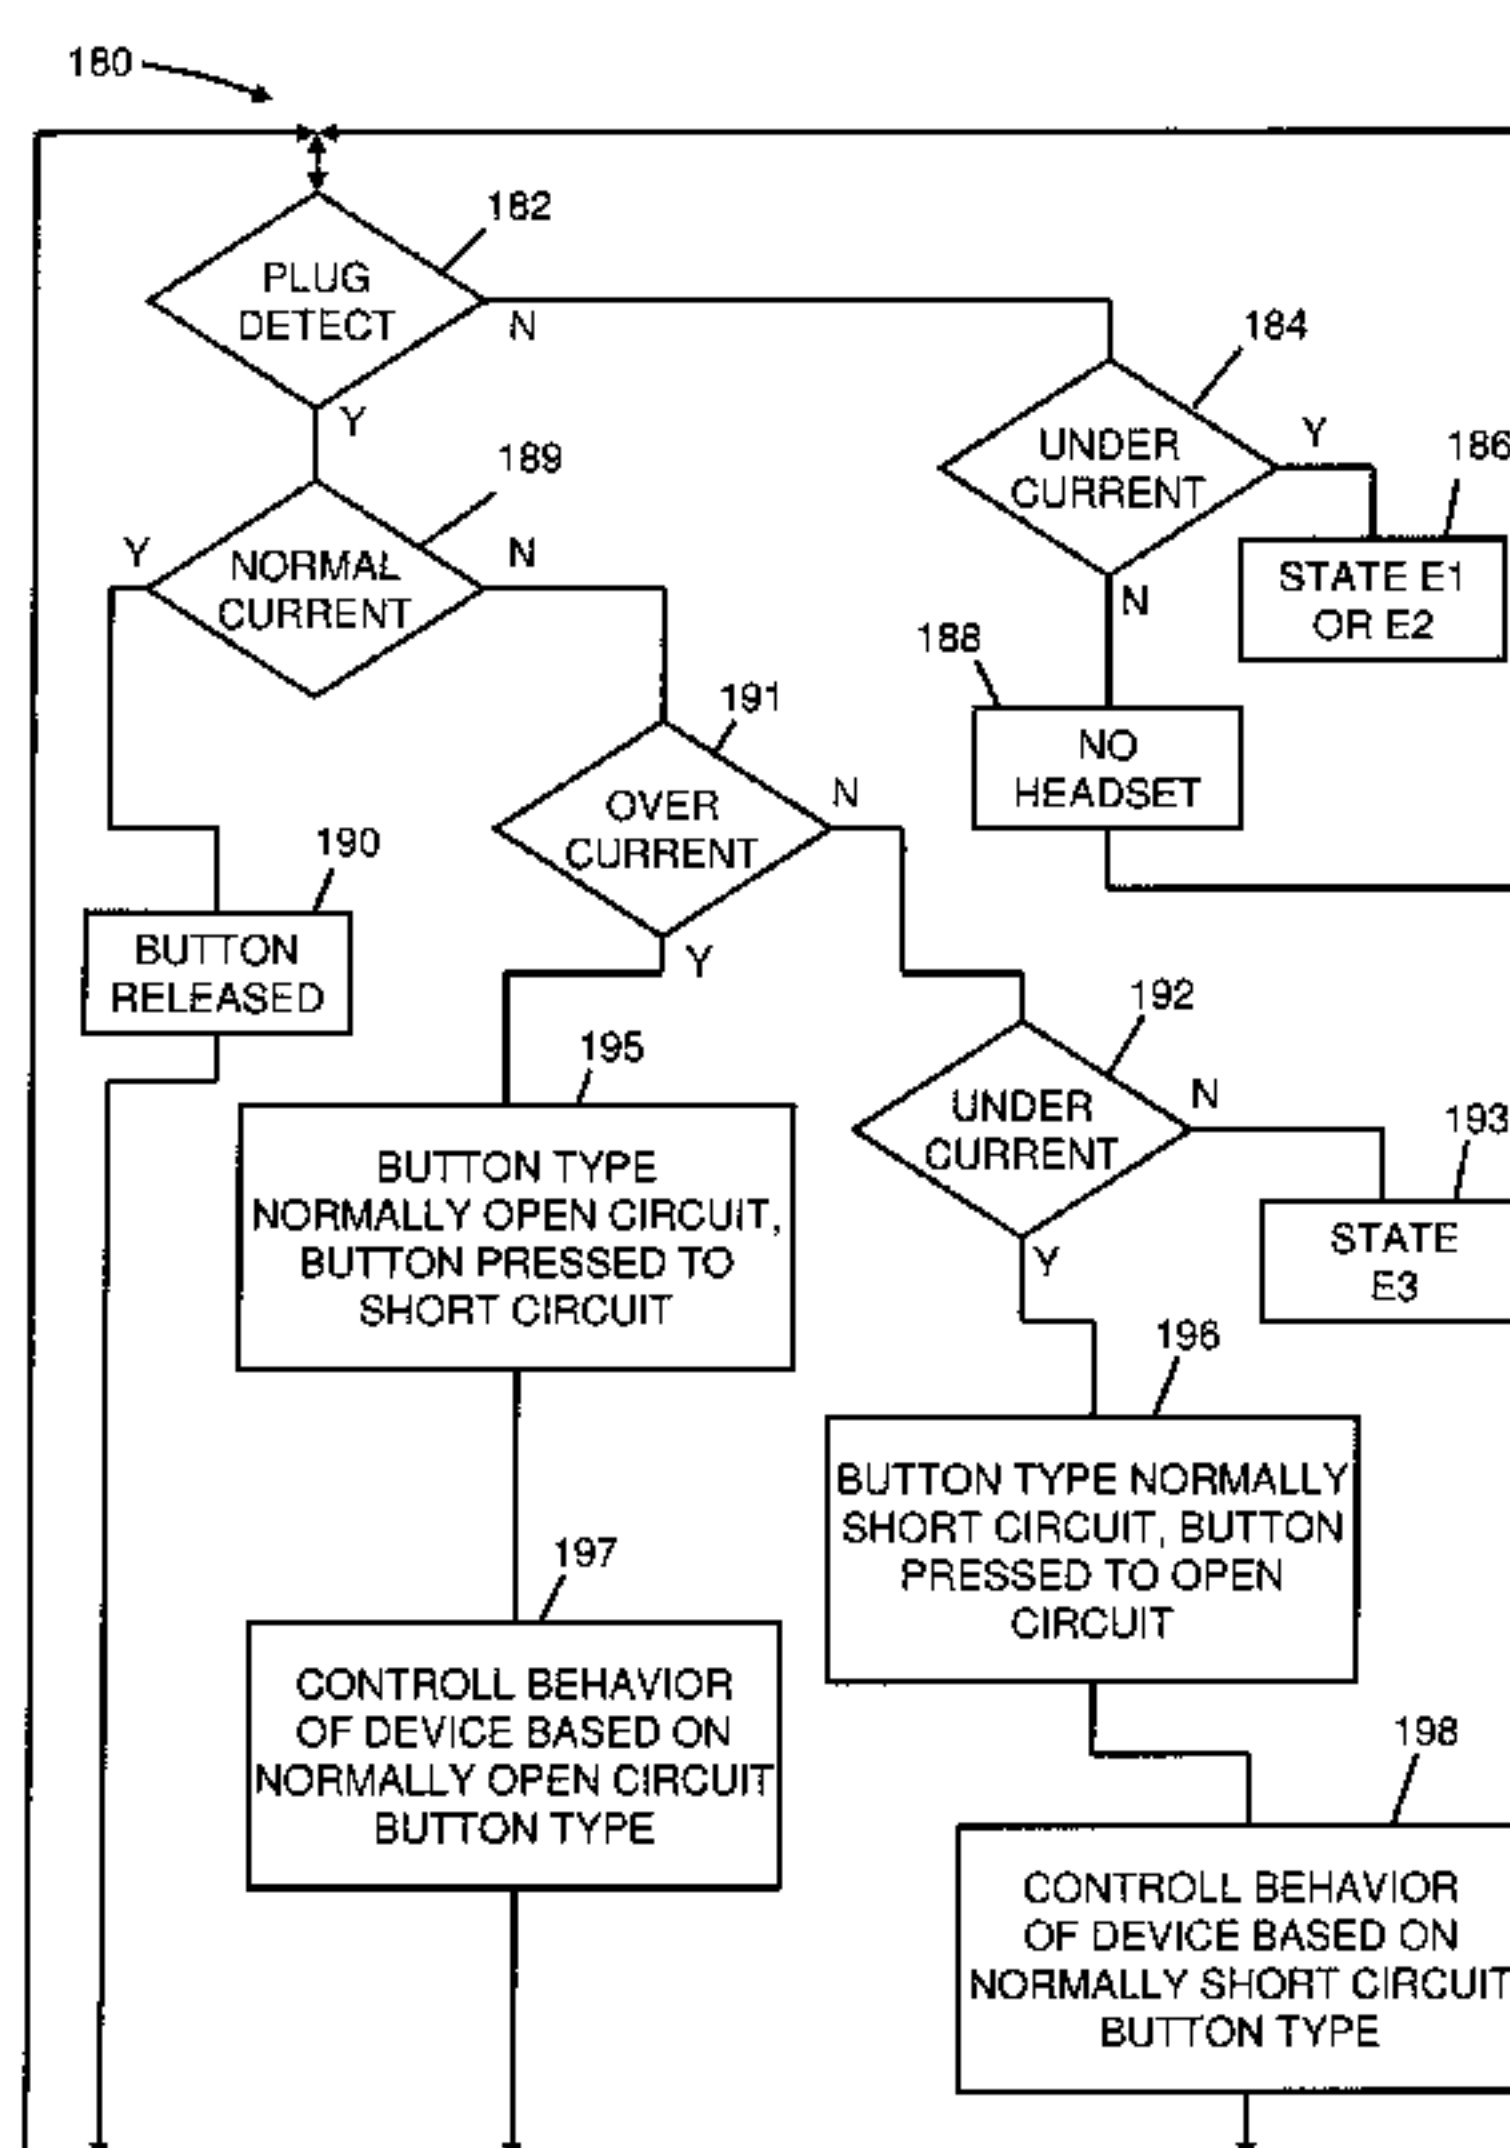 180
182
PLUG
DETECT
N
Y
184
UNDER
CURRENT
Y
186
STATE E1
OR E2
N
188
NO
HEADSET
189
Y
NORMAL
CURRENT
N
191
OVER
CURRENT
N
Y
190
BUTTON
RELEASED
192
UNDER
CURRENT
N
193
STATE
E3
Y
195
BUTTON TYPE
NORMALLY OPEN CIRCUIT,
BUTTON PRESSED TO
SHORT CIRCUIT
196
BUTTON TYPE NORMALLY
SHORT CIRCUIT, BUTTON
PRESSED TO OPEN
CIRCUIT
197
CONTROLL BEHAVIOR
OF DEVICE BASED ON
NORMALLY OPEN CIRCUIT
BUTTON TYPE
198
CONTROLL BEHAVIOR
OF DEVICE BASED ON
NORMALLY SHORT CIRCUIT
BUTTON TYPE